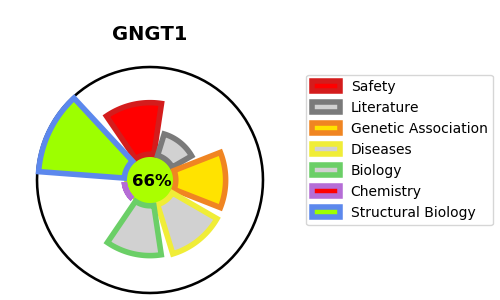 GNGT1
66%
Safety
Literature
Genetic Association
Diseases
Biology
Chemistry
Structural Biology